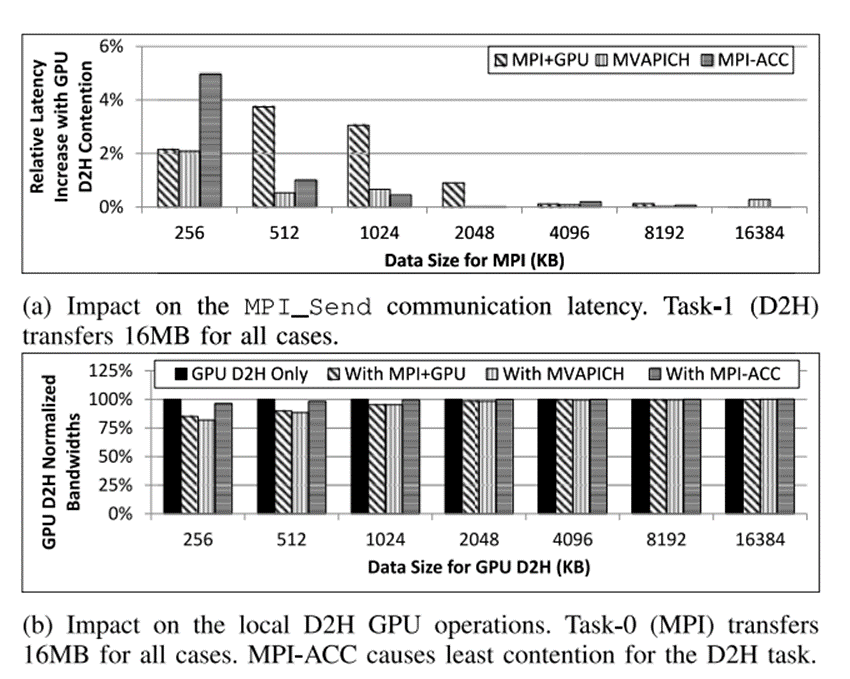 6%
MPI+GPU MVAPICH MPI-ACC
4%
2%
0%
Relative Latency
Increase with GPU
D2H Contention
256 512 1024 2048 4096 8192 16384
Data Size for MPI (KB)
(a) Impact on the MPI_Send communication latency. Task-1 (D2H)
transfers 16MB for all cases.
125%
GPU D2H Only With MPI+GPU With MVAPICH With MPI-ACC
100%
75%
50%
25%
0%
GPU D2H Normalized
Bandwidths
256 512 1024 2048 4096 8192 16384
Data Size for GPU D2H (KB)
(b) Impact on the local D2H GPU operations. Task-0 (MPI) transfers
16MB for all cases. MPI-ACC causes least contention for the D2H task.